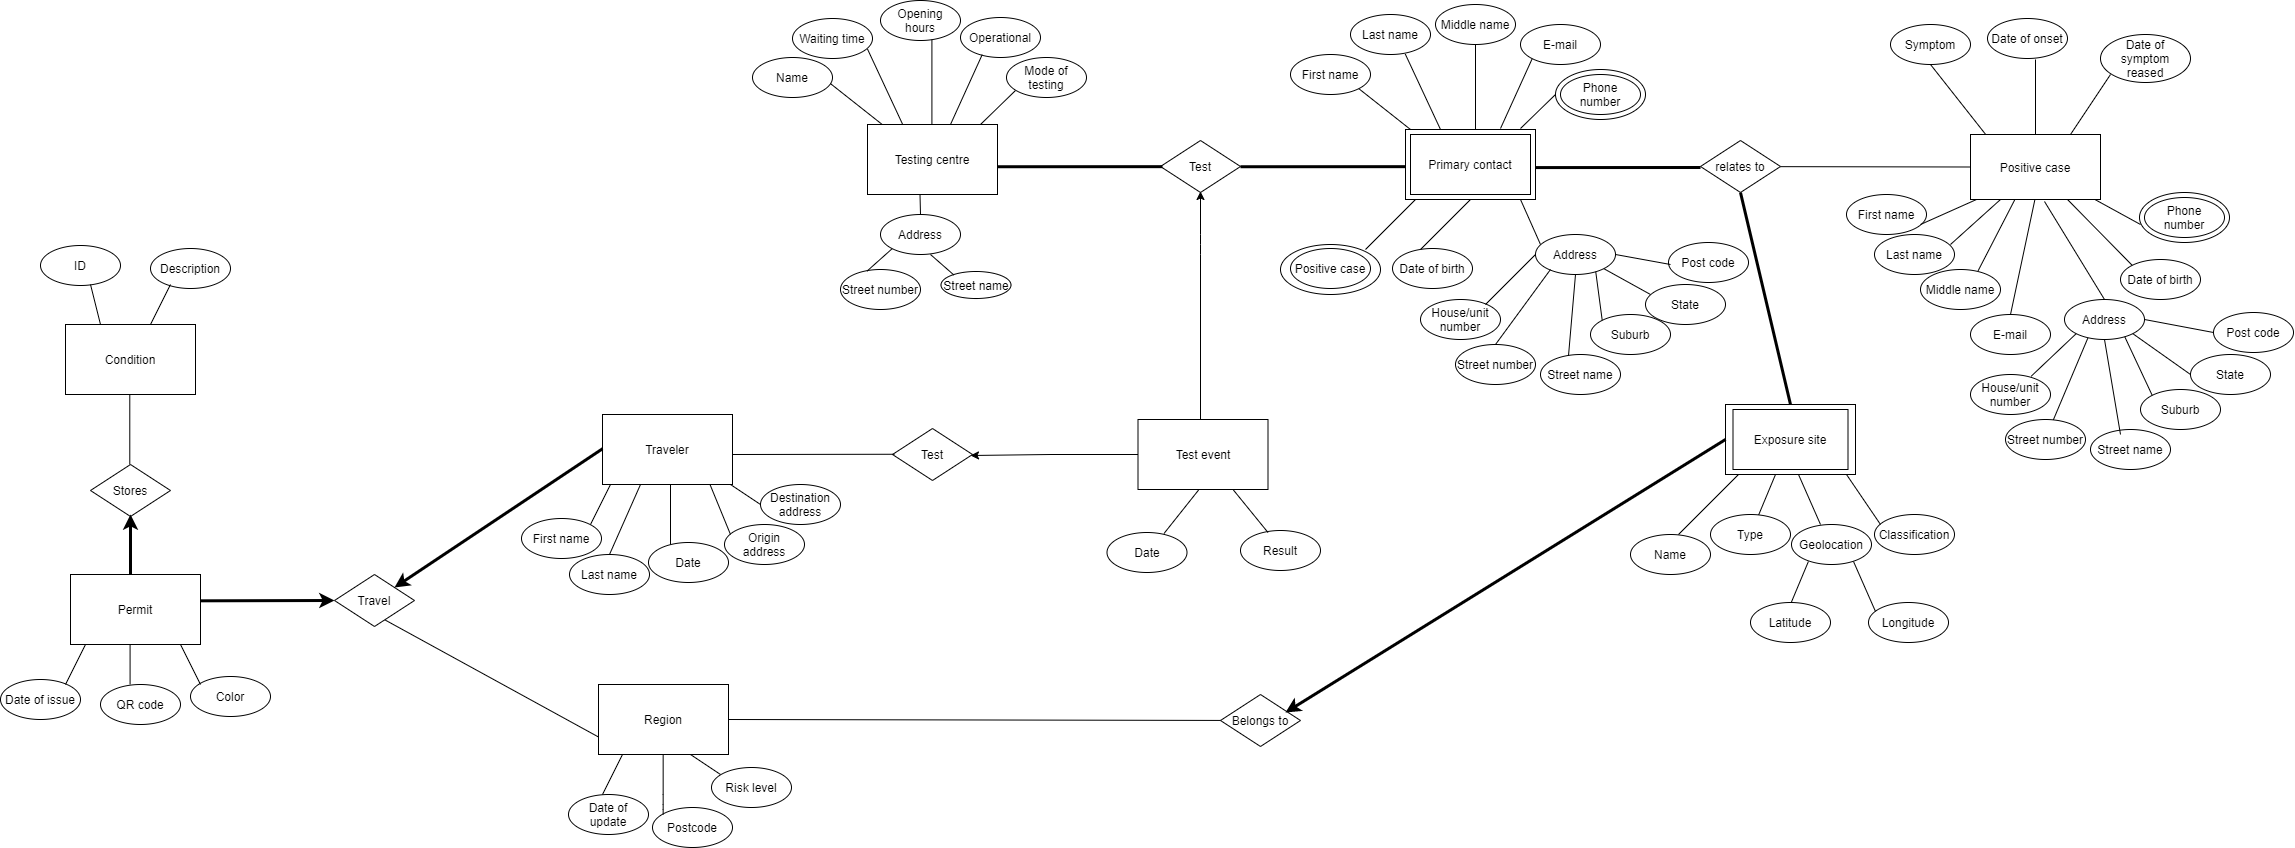 Opening
hours
Waiting time
Operational
Name
Mode of
testing
Testing centre
Address
Street number
Street name
Test
Middle name
Last name
E-mail
First name
Phone
number
Primary contact
Positive case
Date of birth
Address
Post code
State
House/unit
number
Suburb
Street number
Street name
relates to
Symptom
Date of onset
Date of
symptom
reased
Positive case
First name
Phone
number
Last name
Middle name
Date of birth
E-mail
Address
Post code
State
House/unit
number
Suburb
Street number
Street name
ID
Description
Condition
Stores
Permit
Date of issue
QR code
Color
Travel
Traveler
First name
Last name
Date
Origin
address
Destination
address
Test
Test event
Date
Result
Exposure site
Name
Type
Geolocation
Classification
Latitude
Longitude
Region
Date of
update
Postcode
Risk level
Belongs to